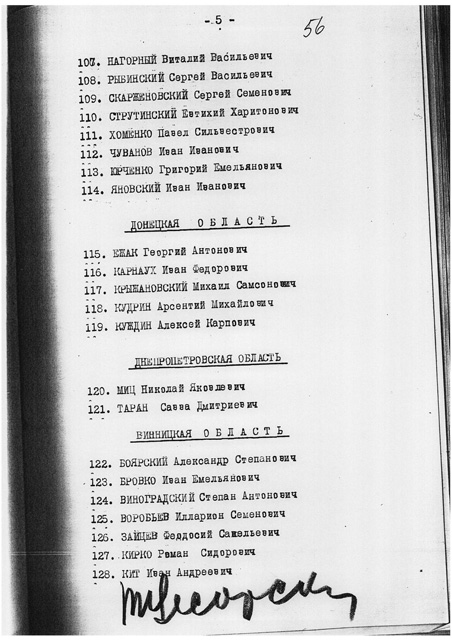 - 5 -
56
107. НАГОРНЫЙ Виталий Васильевич
108. РЫБИНСКИЙ Сергей Васильевич
109. СКАРЖЕНОВСКИЙ Сергей Семенович
110. СТРУТИНСКИЙ Евтихий Харитонович
111. ХОМЕНКО Павел Сильвестрович
112. ЧУВАНОВ Иван Иванович
113. ЮРЧЕНКО Григорий Емельянович
114. ЯНОВСКИЙ Иван Иванович
ДОНЕЦКАЯ ОБЛАСТЬ
115. ЕЖАК Георгий Антонович
116. КАРНАУХ Иван Федорович
117. КРЫЖАНОВСКИЙ Михаил Самсонович
118. КУДРИН Арсентий Михайлович
119. КУЖДИН Алексей Карпович
ДНЕПРОПЕТРОВСКАЯ ОБЛАСТЬ
120. МИЦ Николай Яковлевич
121. ТАРАН Савва Дмитриевич
ВИННИЦКАЯ ОБЛАСТЬ
122. БОЯРСКИЙ Александр Степанович
123. БРОВКО Иван Емельянович
124. ВИНОГРАДСКИЙ Степан Антонович
125. ВОРОБЬЕВ Илларион Семенович
126. ЗАЙЦЕВ Феодосий Савельевич
127. КИРКО Роман Сидорович
128. КИТ Иван Андреевич